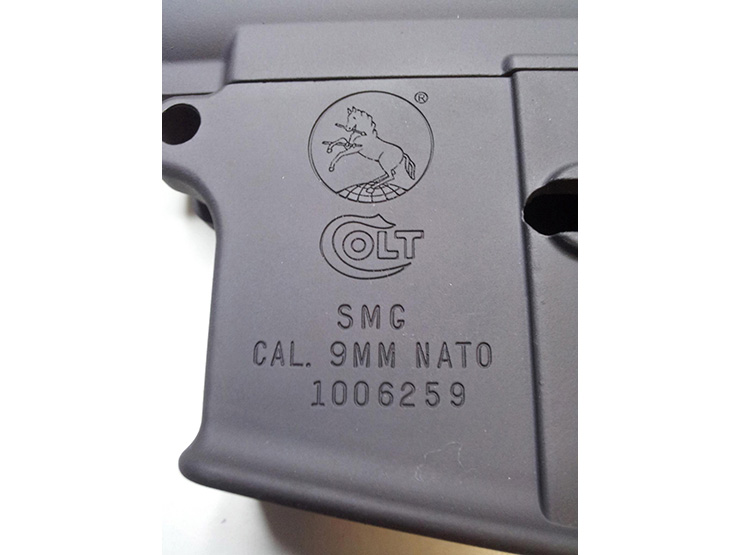 ®
COLT
SMG
CAL. 9MM NATO
1006259